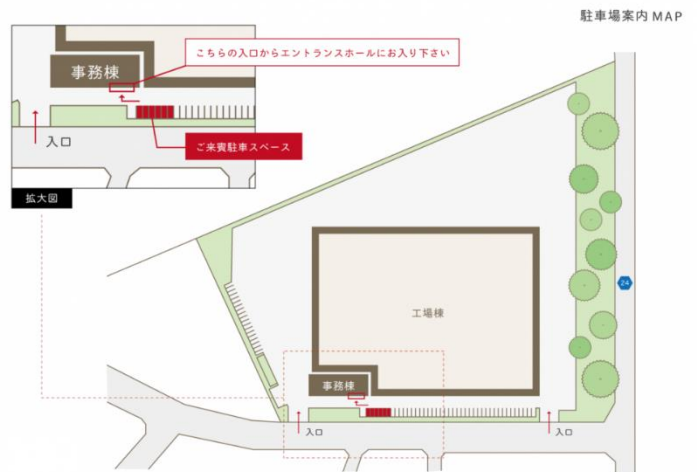 駐車場案内 MAP
こちらの入口からエントランスホールにお入り下さい
事務棟
入口
ご来賓駐車スペース
拡大図
24
工場棟
事務棟
入口
入口